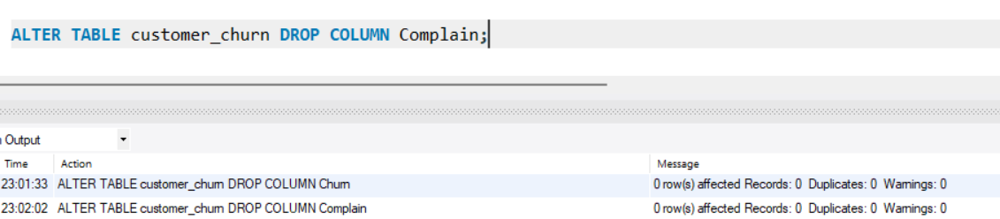 ALTER TABLE customer_churn DROP COLUMN Complain;
Output
Time Action Message
23:01:33 ALTER TABLE customer_churn DROP COLUMN Churn 0 row(s) affected Records: 0 Duplicates: 0 Warnings: 0
23:02:02 ALTER TABLE customer_churn DROP COLUMN Complain 0 row(s) affected Records: 0 Duplicates: 0 Warnings: 0